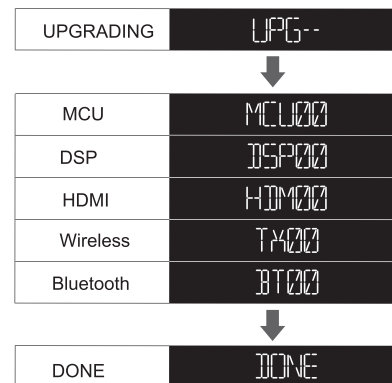 UPGRADING UPG--
MCU MCU00
DSP DSP00
HDMI HDM00
Wireless TX00
Bluetooth BT00
DONE DONE